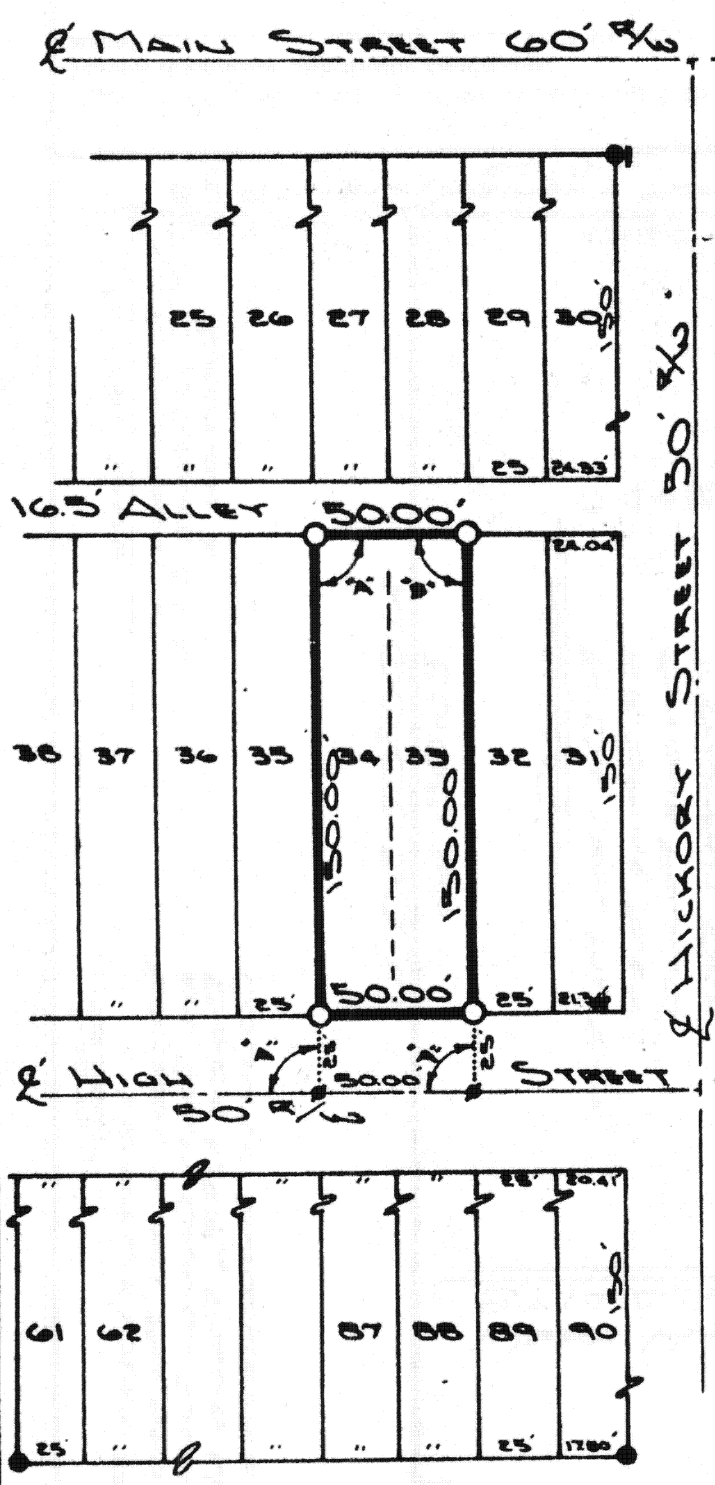 ℄ MAIN STREET 60' R/W
25 26 27 28 29 30 150'
" " " " " 25 24.33'
HICKORY STREET 50' R/W
℄
16.5' ALLEY 50.00' 24.04'
"A" "B"
38 37 36 35 34 33 32 31 150'
150.00' 150.00
" " 25' 50.00' 25'
"A" 25 "A" 25
℄ HIGH 50.00' STREET
50' R/W
" " " " " " 25' 20.41'
61 62 87 88 89 90 150'
25' " " " " " 25' 17.80'